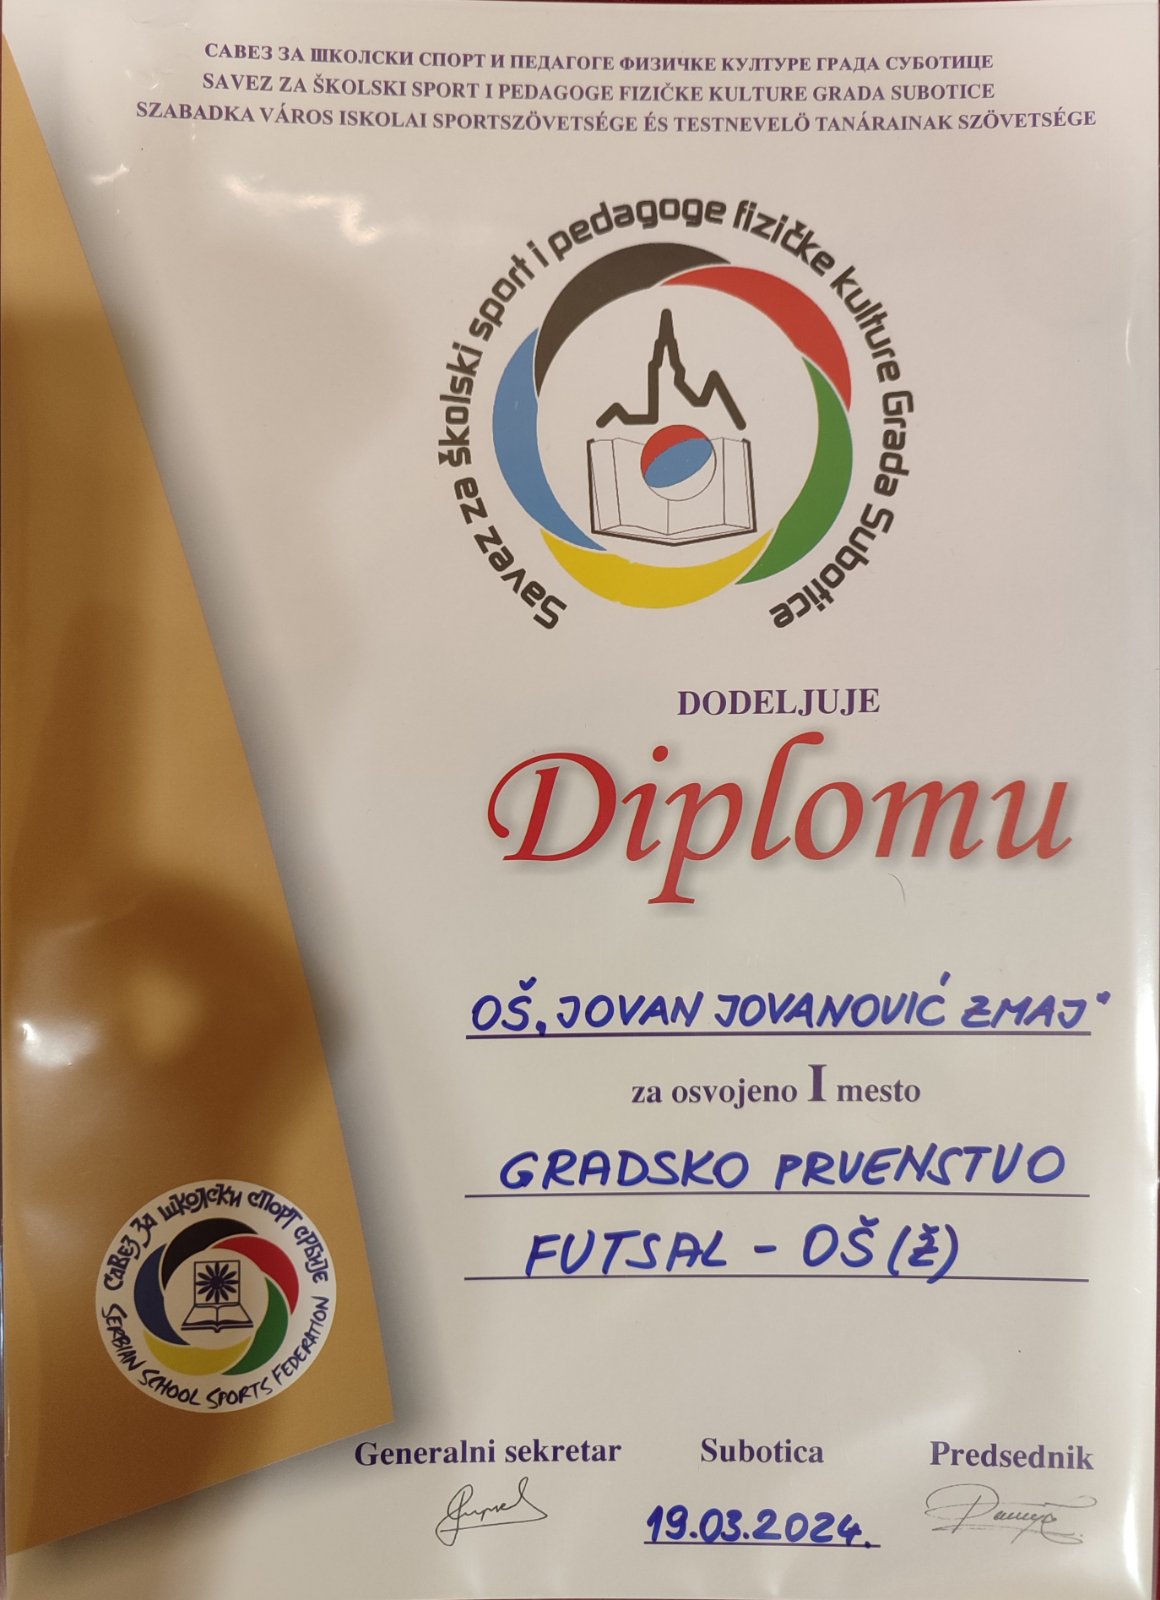 САВЕЗ ЗА ШКОЛСКИ СПОРТ И ПЕДАГОГЕ ФИЗИЧКЕ КУЛТУРЕ ГРАДА СУБОТИЦЕ
SAVEZ ZA ŠKOLSKI SPORT I PEDAGOGE FIZIČKE KULTURE GRADA SUBOTICE
SZABADKA VÁROS ISKOLAI SPORTSZÖVETSÉGE ÉS TESTNEVELÖ TANÁRAINAK SZÖVETSÉGE
Savez za školski sport i pedagoge fizičke kulture Grada Subotice
DODELJUJE
Diplomu
OŠ„JOVAN JOVANOVIĆ ZMAJ"
za osvojeno I mesto
GRADSKO PRVENSTVO
FUTSAL - OŠ (Ž)
САВЕЗ ЗА ШКОЛСКИ СПОРТ СРБИЈЕ
SERBIAN SCHOOL SPORTS FEDERATION
Generalni sekretar Subotica Predsednik
19.03.2024.